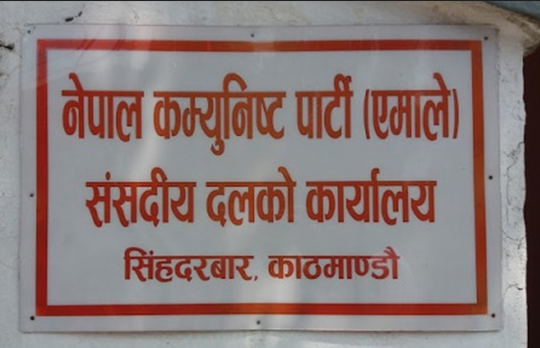 नेपाल कम्युनिष्ट पार्टी (एमाले)
संसदीय दलको कार्यालय
सिंहदरबार, काठमाण्डौ